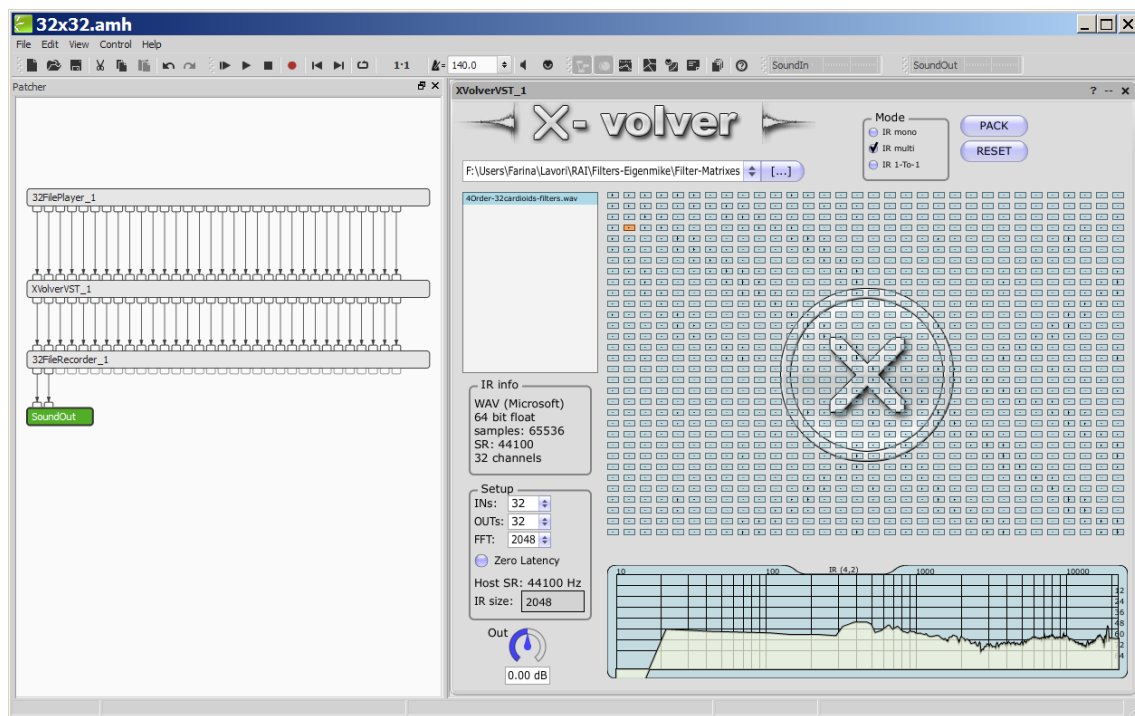 32x32.amh
File Edit View Control Help
1·1
= 140.0
SoundIn
SoundOut
Patcher
32FilePlayer_1
XVolverVST_1
32FileRecorder_1
SoundOut
XVolverVST_1
? -- x
X- volver
Mode
IR mono
IR multi
IR 1-To-1
PACK
RESET
F:\Users\Farina\Lavori\RAI\Filters-Eigenmike\Filter-Matrixes
[...]
4Order-32cardioids-filters.wav
IR info
WAV (Microsoft)
64 bit float
samples: 65536
SR: 44100
32 channels
Setup
INs: 32
OUTs: 32
FFT: 2048
Zero Latency
Host SR: 44100 Hz
IR size: 2048
Out
0.00 dB
X
10 100 IR (4,2) 1000 10000
12
24
36
48
60